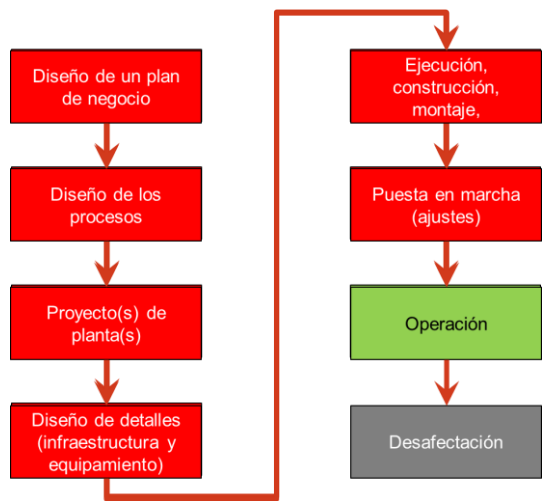 Diseño de un plan
de negocio
Diseño de los
procesos
Proyecto(s) de
planta(s)
Diseño de detalles
(infraestructura y
equipamiento)
Ejecución,
construcción,
montaje,
Puesta en marcha
(ajustes)
Operación
Desafectación